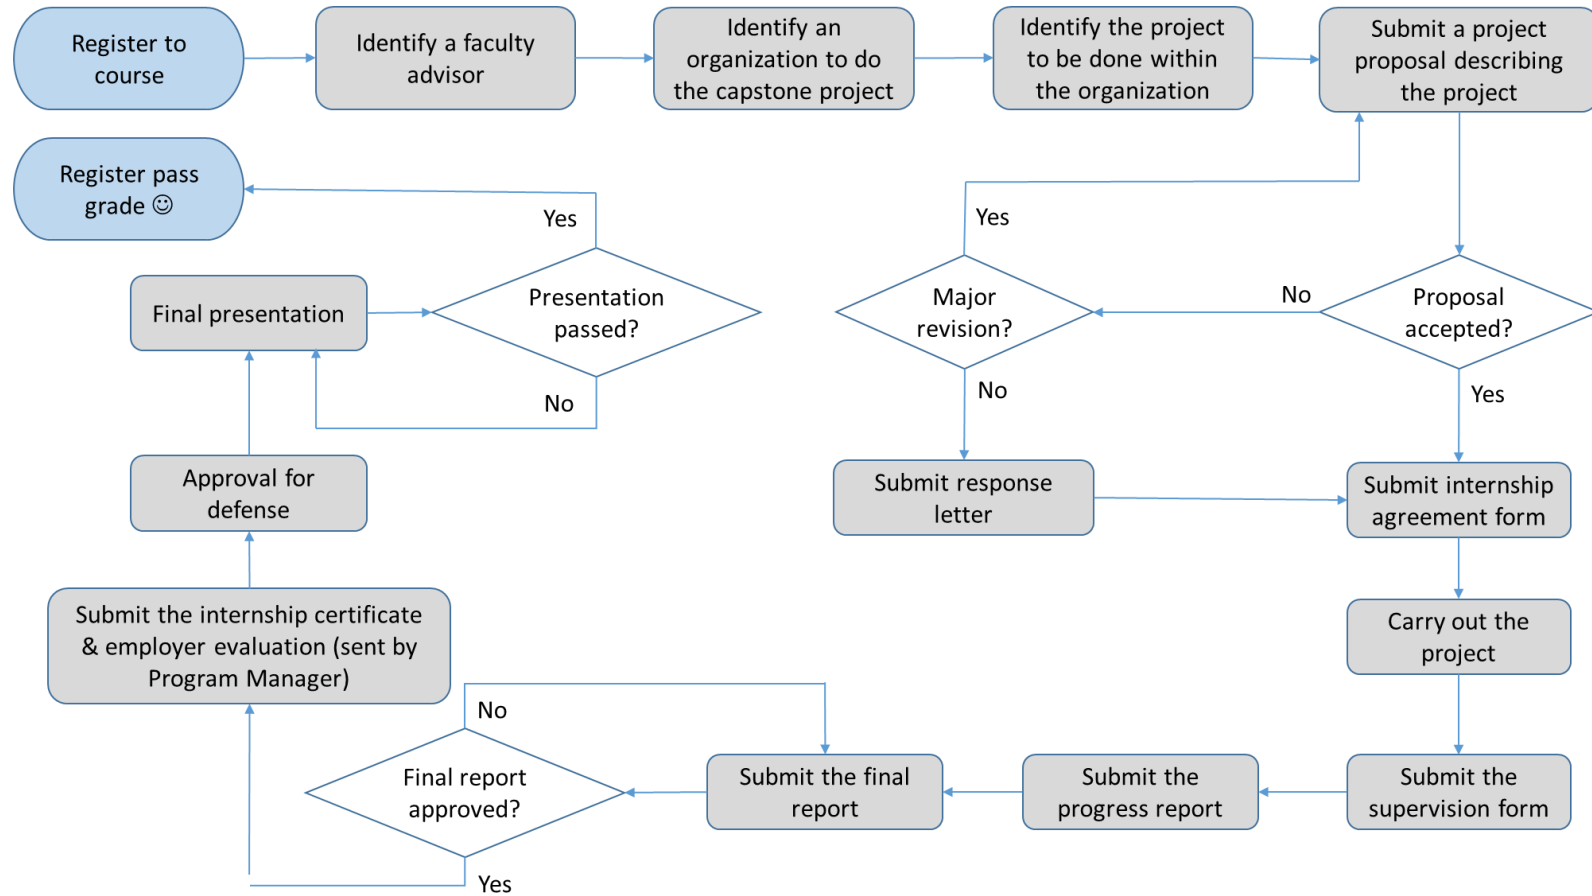 Register to
course
Identify a faculty
advisor
Identify an
organization to do
the capstone project
Identify the project
to be done within
the organization
Submit a project
proposal describing
the project
Register pass
grade ☺
Yes
Yes
Final presentation
Presentation
passed?
Major
revision?
No
Proposal
accepted?
No
No
Yes
Approval for
defense
Submit response
letter
Submit internship
agreement form
Submit the internship certificate
& employer evaluation (sent by
Program Manager)
Carry out the
project
No
Final report
approved?
Submit the final
report
Submit the
progress report
Submit the
supervision form
Yes